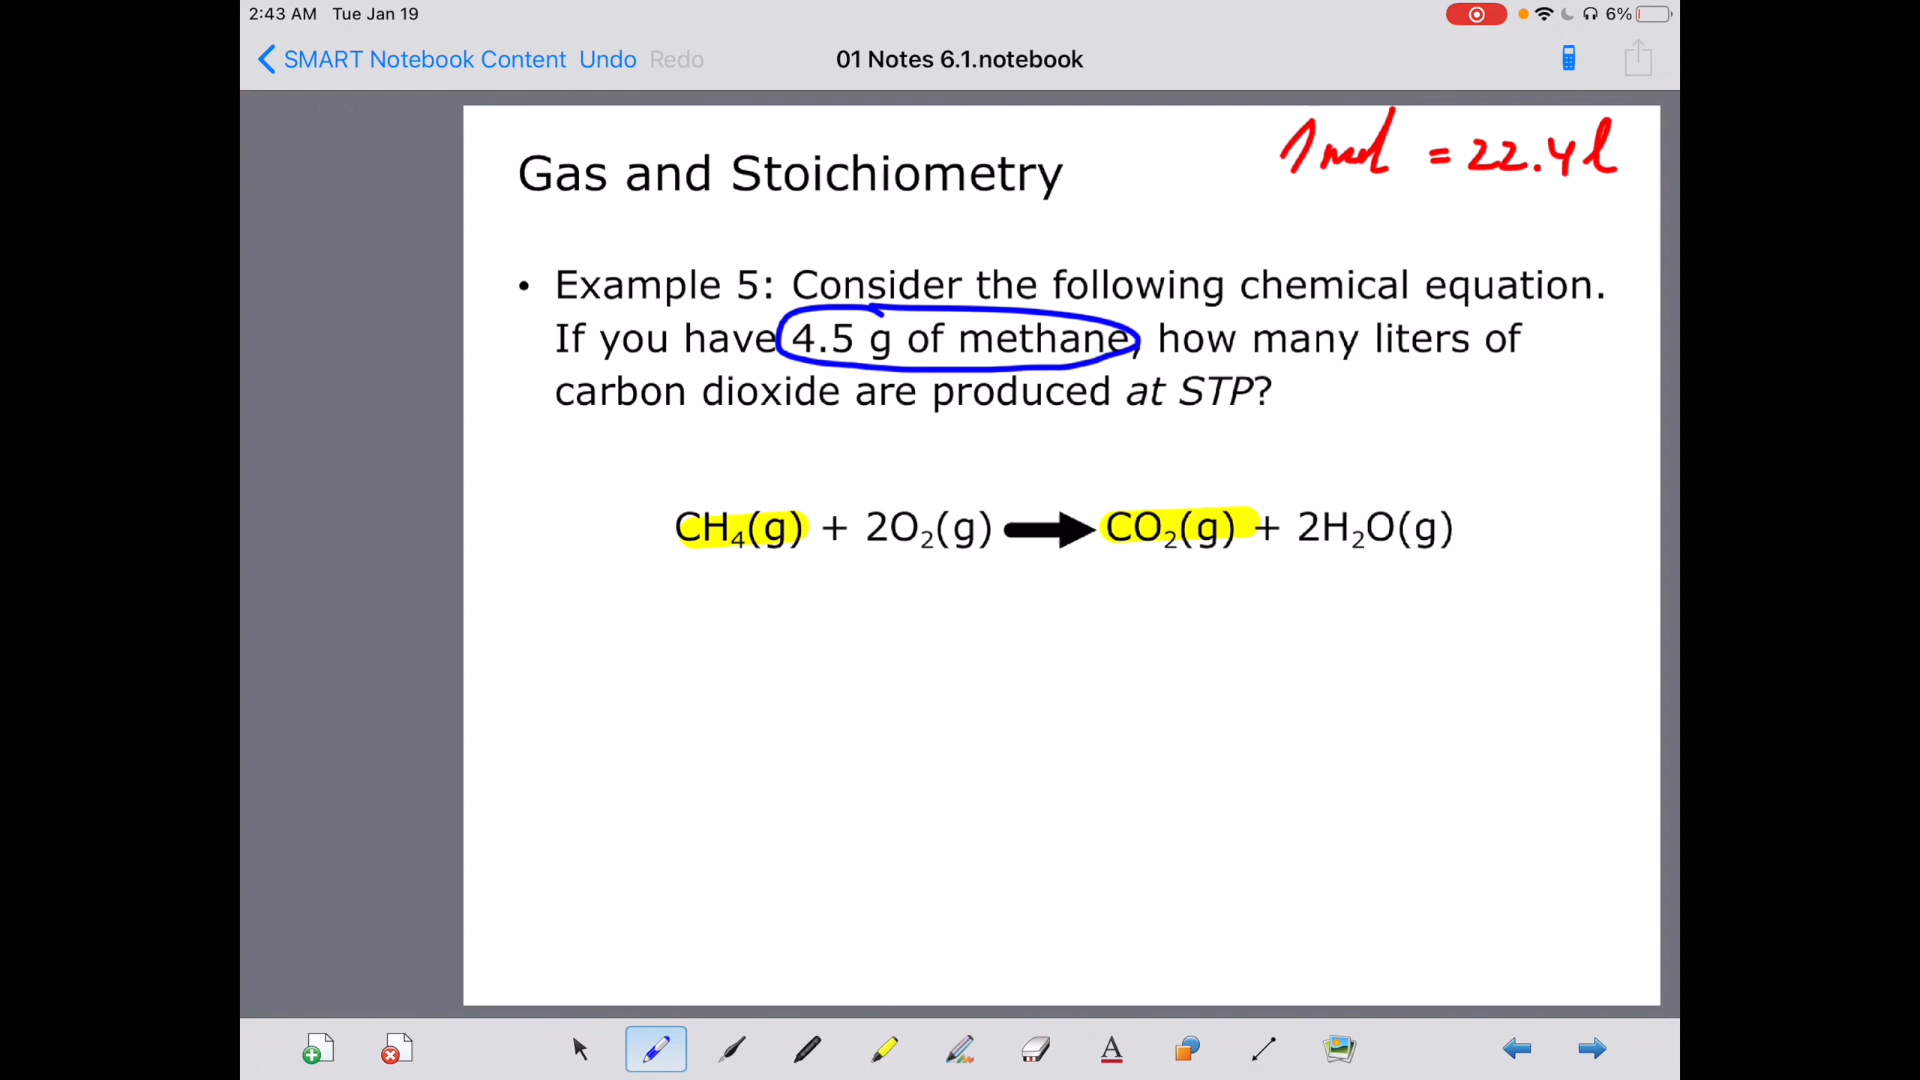 2:43 AM Tue Jan 19 6%
SMART Notebook Content Undo Redo 01 Notes 6.1.notebook
1 mol = 22.4 l
Gas and Stoichiometry
• Example 5: Consider the following chemical equation.
If you have 4.5 g of methane, how many liters of
carbon dioxide are produced at STP?
CH₄(g) + 2O₂(g) → CO₂(g) + 2H₂O(g)
A